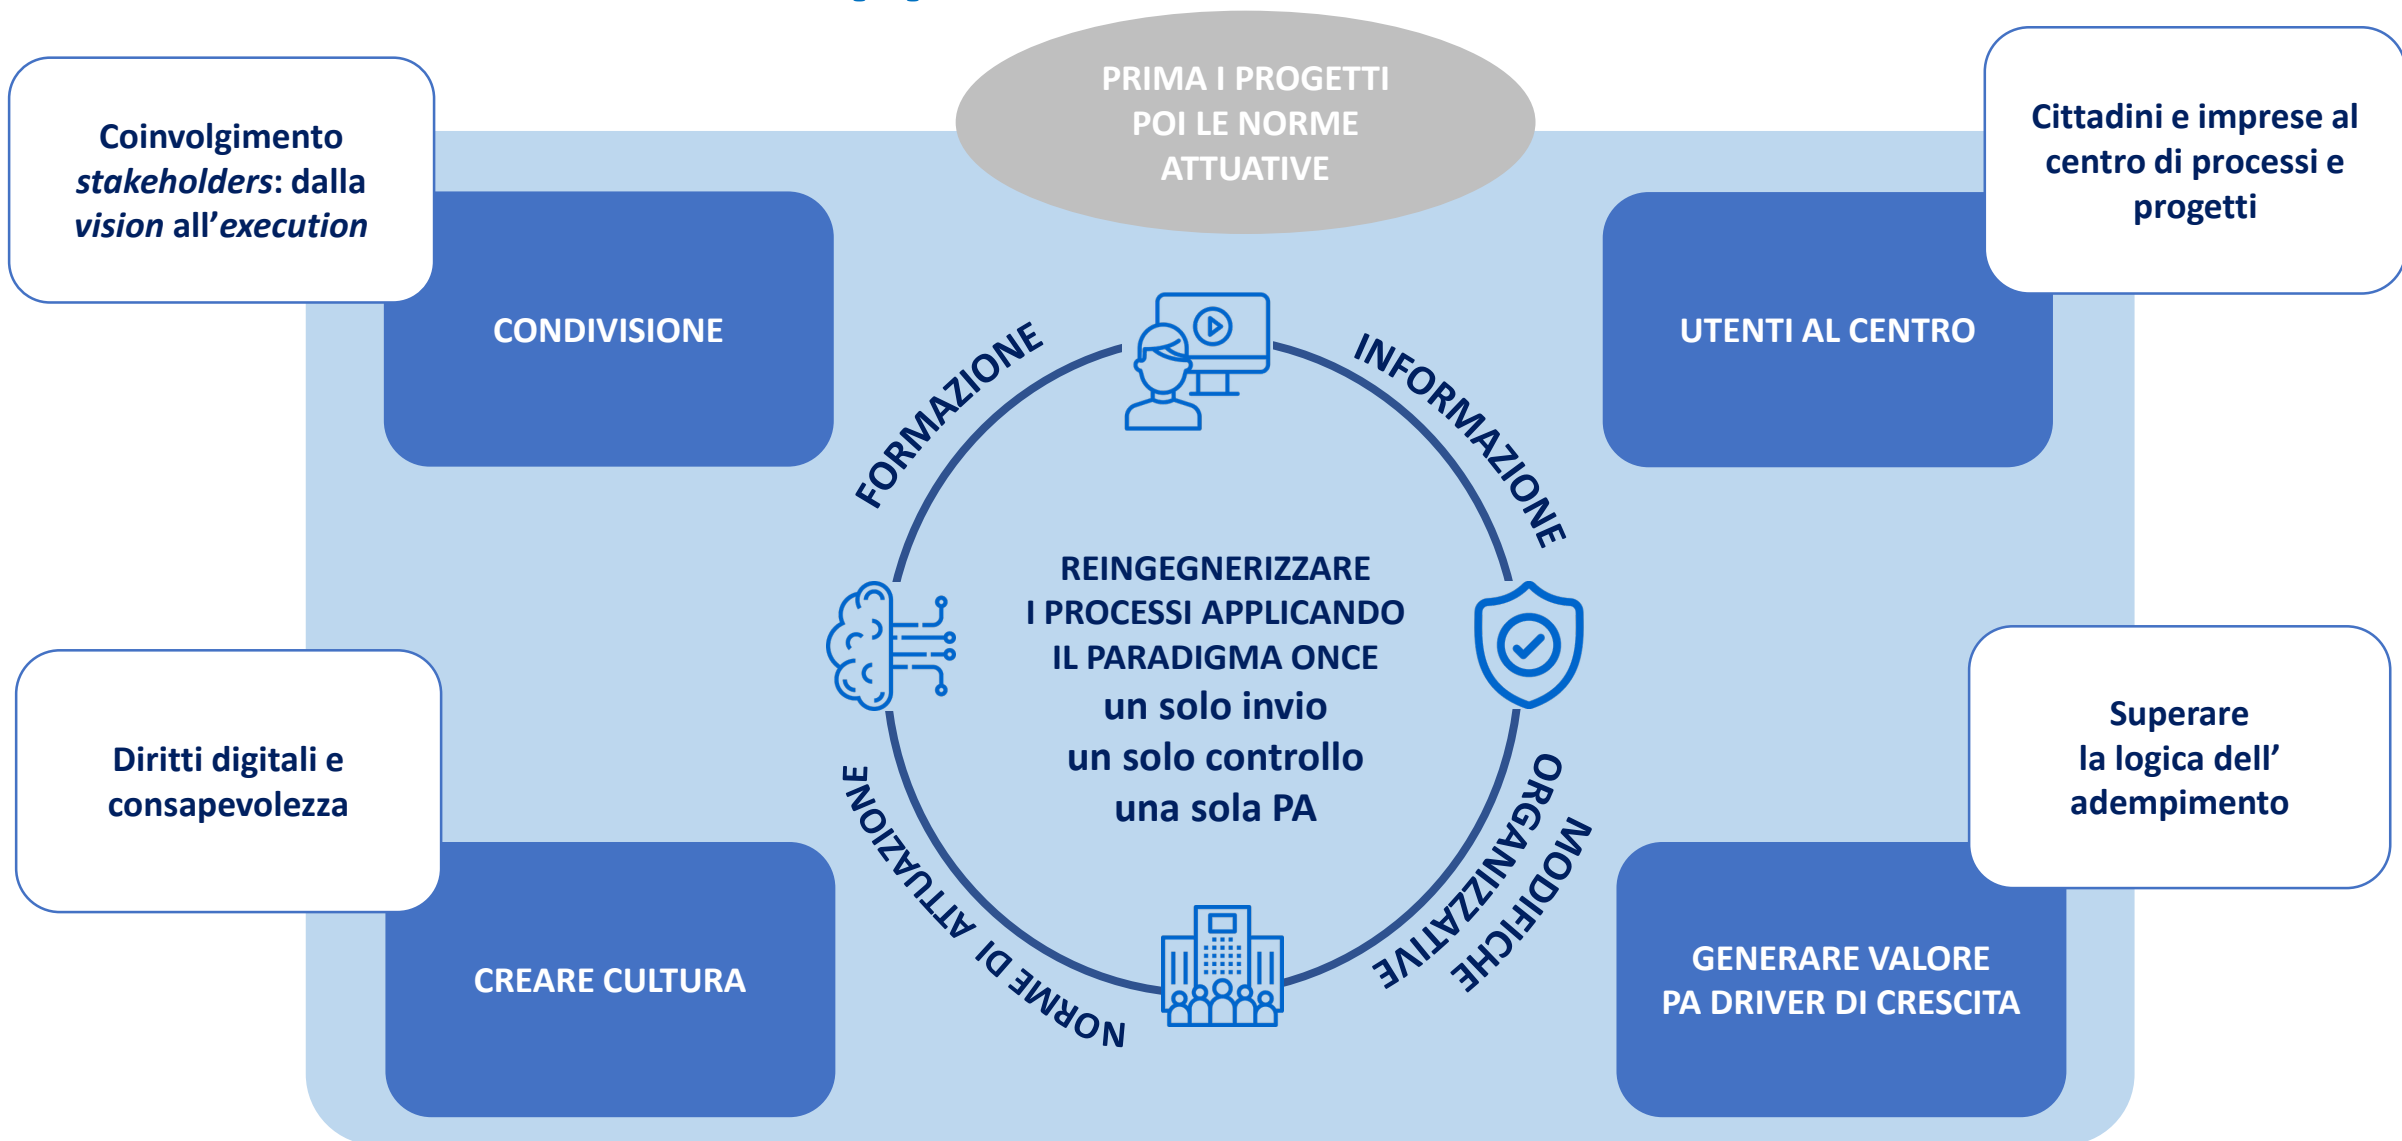 PRIMA I PROGETTI
POI LE NORME
ATTUATIVE
Coinvolgimento
stakeholders: dalla
vision all’execution
CONDIVISIONE
Cittadini e imprese al
centro di processi e
progetti
UTENTI AL CENTRO
FORMAZIONE
INFORMAZIONE
REINGEGNERIZZARE
I PROCESSI APPLICANDO
IL PARADIGMA ONCE
un solo invio
un solo controllo
una sola PA
MODIFICHE
ORGANIZZATIVE
NORME DI ATTUAZIONE
Diritti digitali e
consapevolezza
CREARE CULTURA
Superare
la logica dell’
adempimento
GENERARE VALORE
PA DRIVER DI CRESCITA